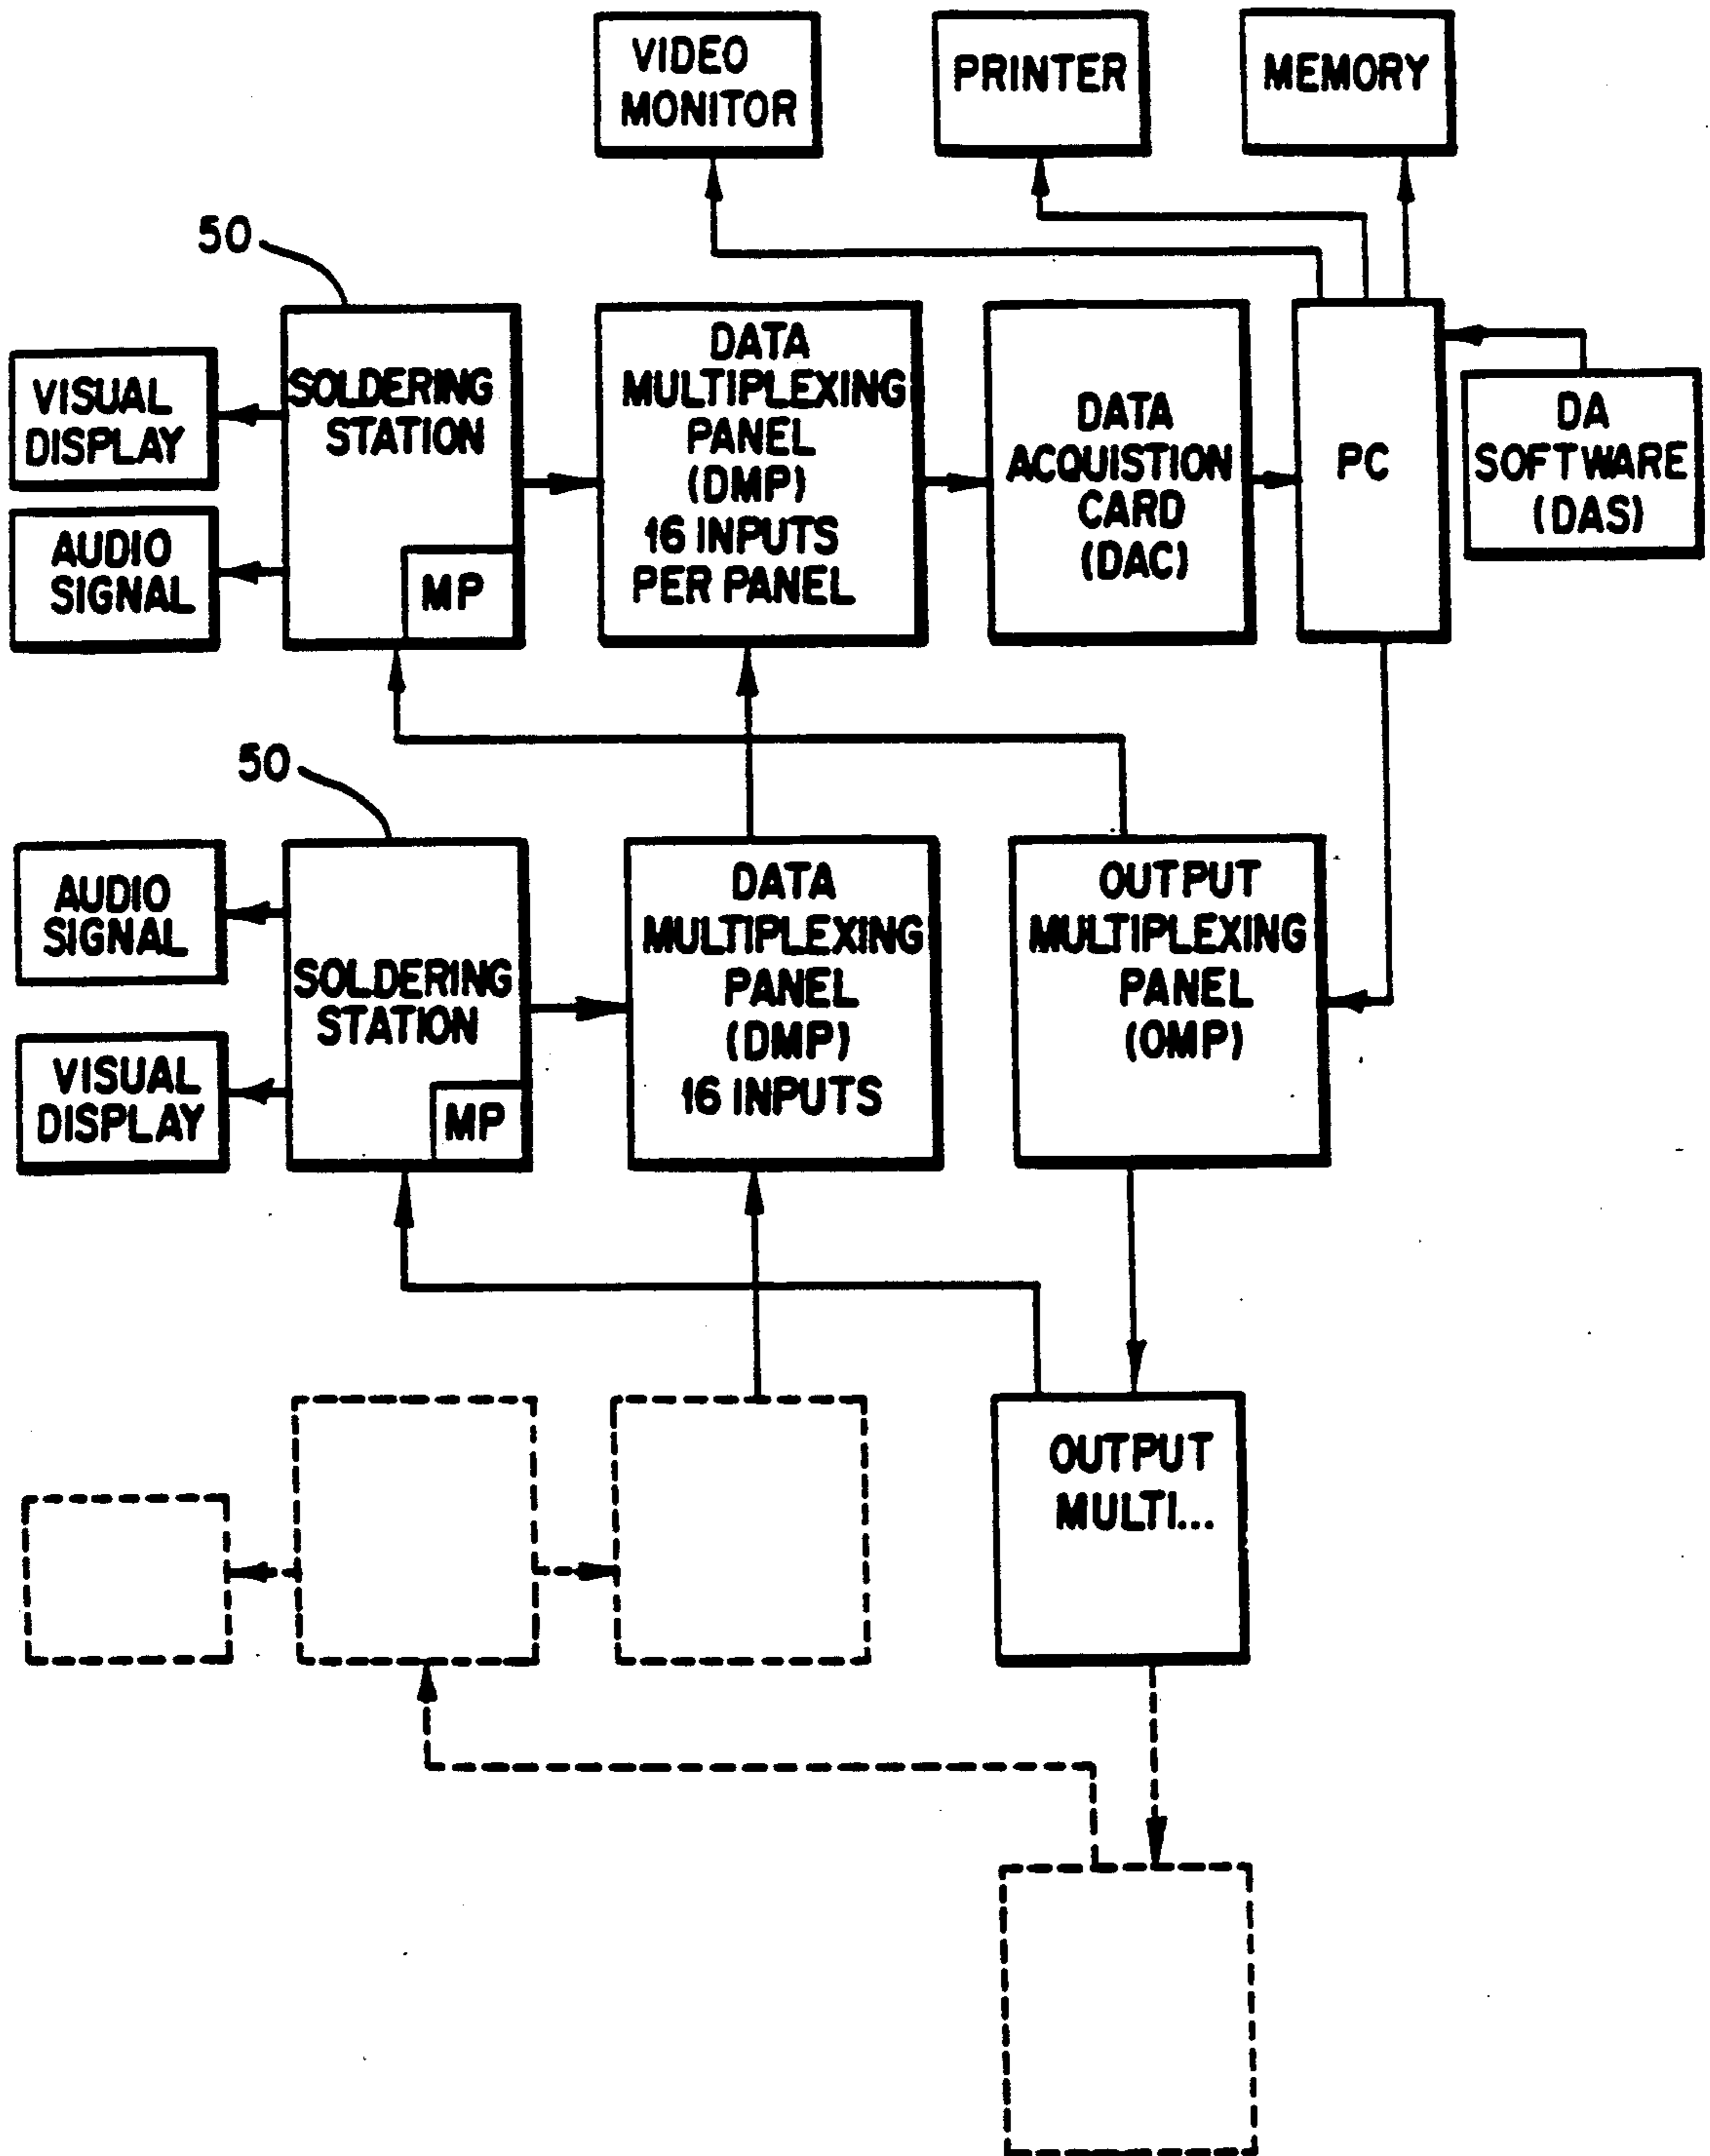 VIDEO
MONITOR
PRINTER
MEMORY
50
VISUAL
DISPLAY
AUDIO
SIGNAL
SOLDERING
STATION
MP
DATA
MULTIPLEXING
PANEL
(DMP)
16 INPUTS
PER PANEL
DATA
ACQUISTION
CARD
(DAC)
PC
DA
SOFTWARE
(DAS)
50
AUDIO
SIGNAL
VISUAL
DISPLAY
SOLDERING
STATION
MP
DATA
MULTIPLEXING
PANEL
(DMP)
16 INPUTS
OUTPUT
MULTIPLEXING
PANEL
(OMP)
OUTPUT
MULTI...